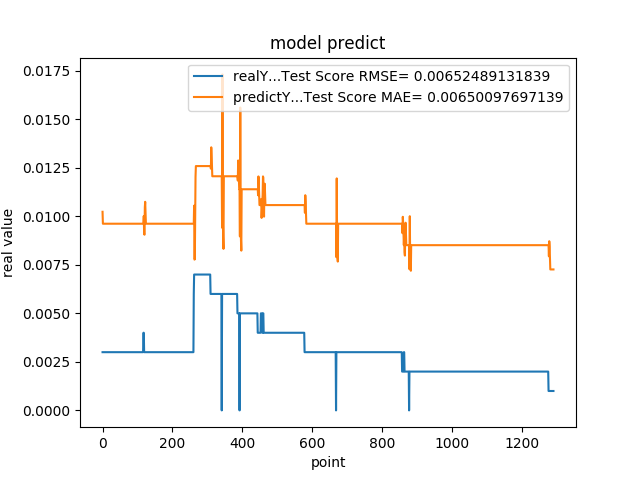 model predict
realY...Test Score RMSE= 0.00652489131839
predictY...Test Score MAE= 0.00650097697139
0.0175
0.0150
0.0125
0.0100
0.0075
0.0050
0.0025
0.0000
real value
0 200 400 600 800 1000 1200
point